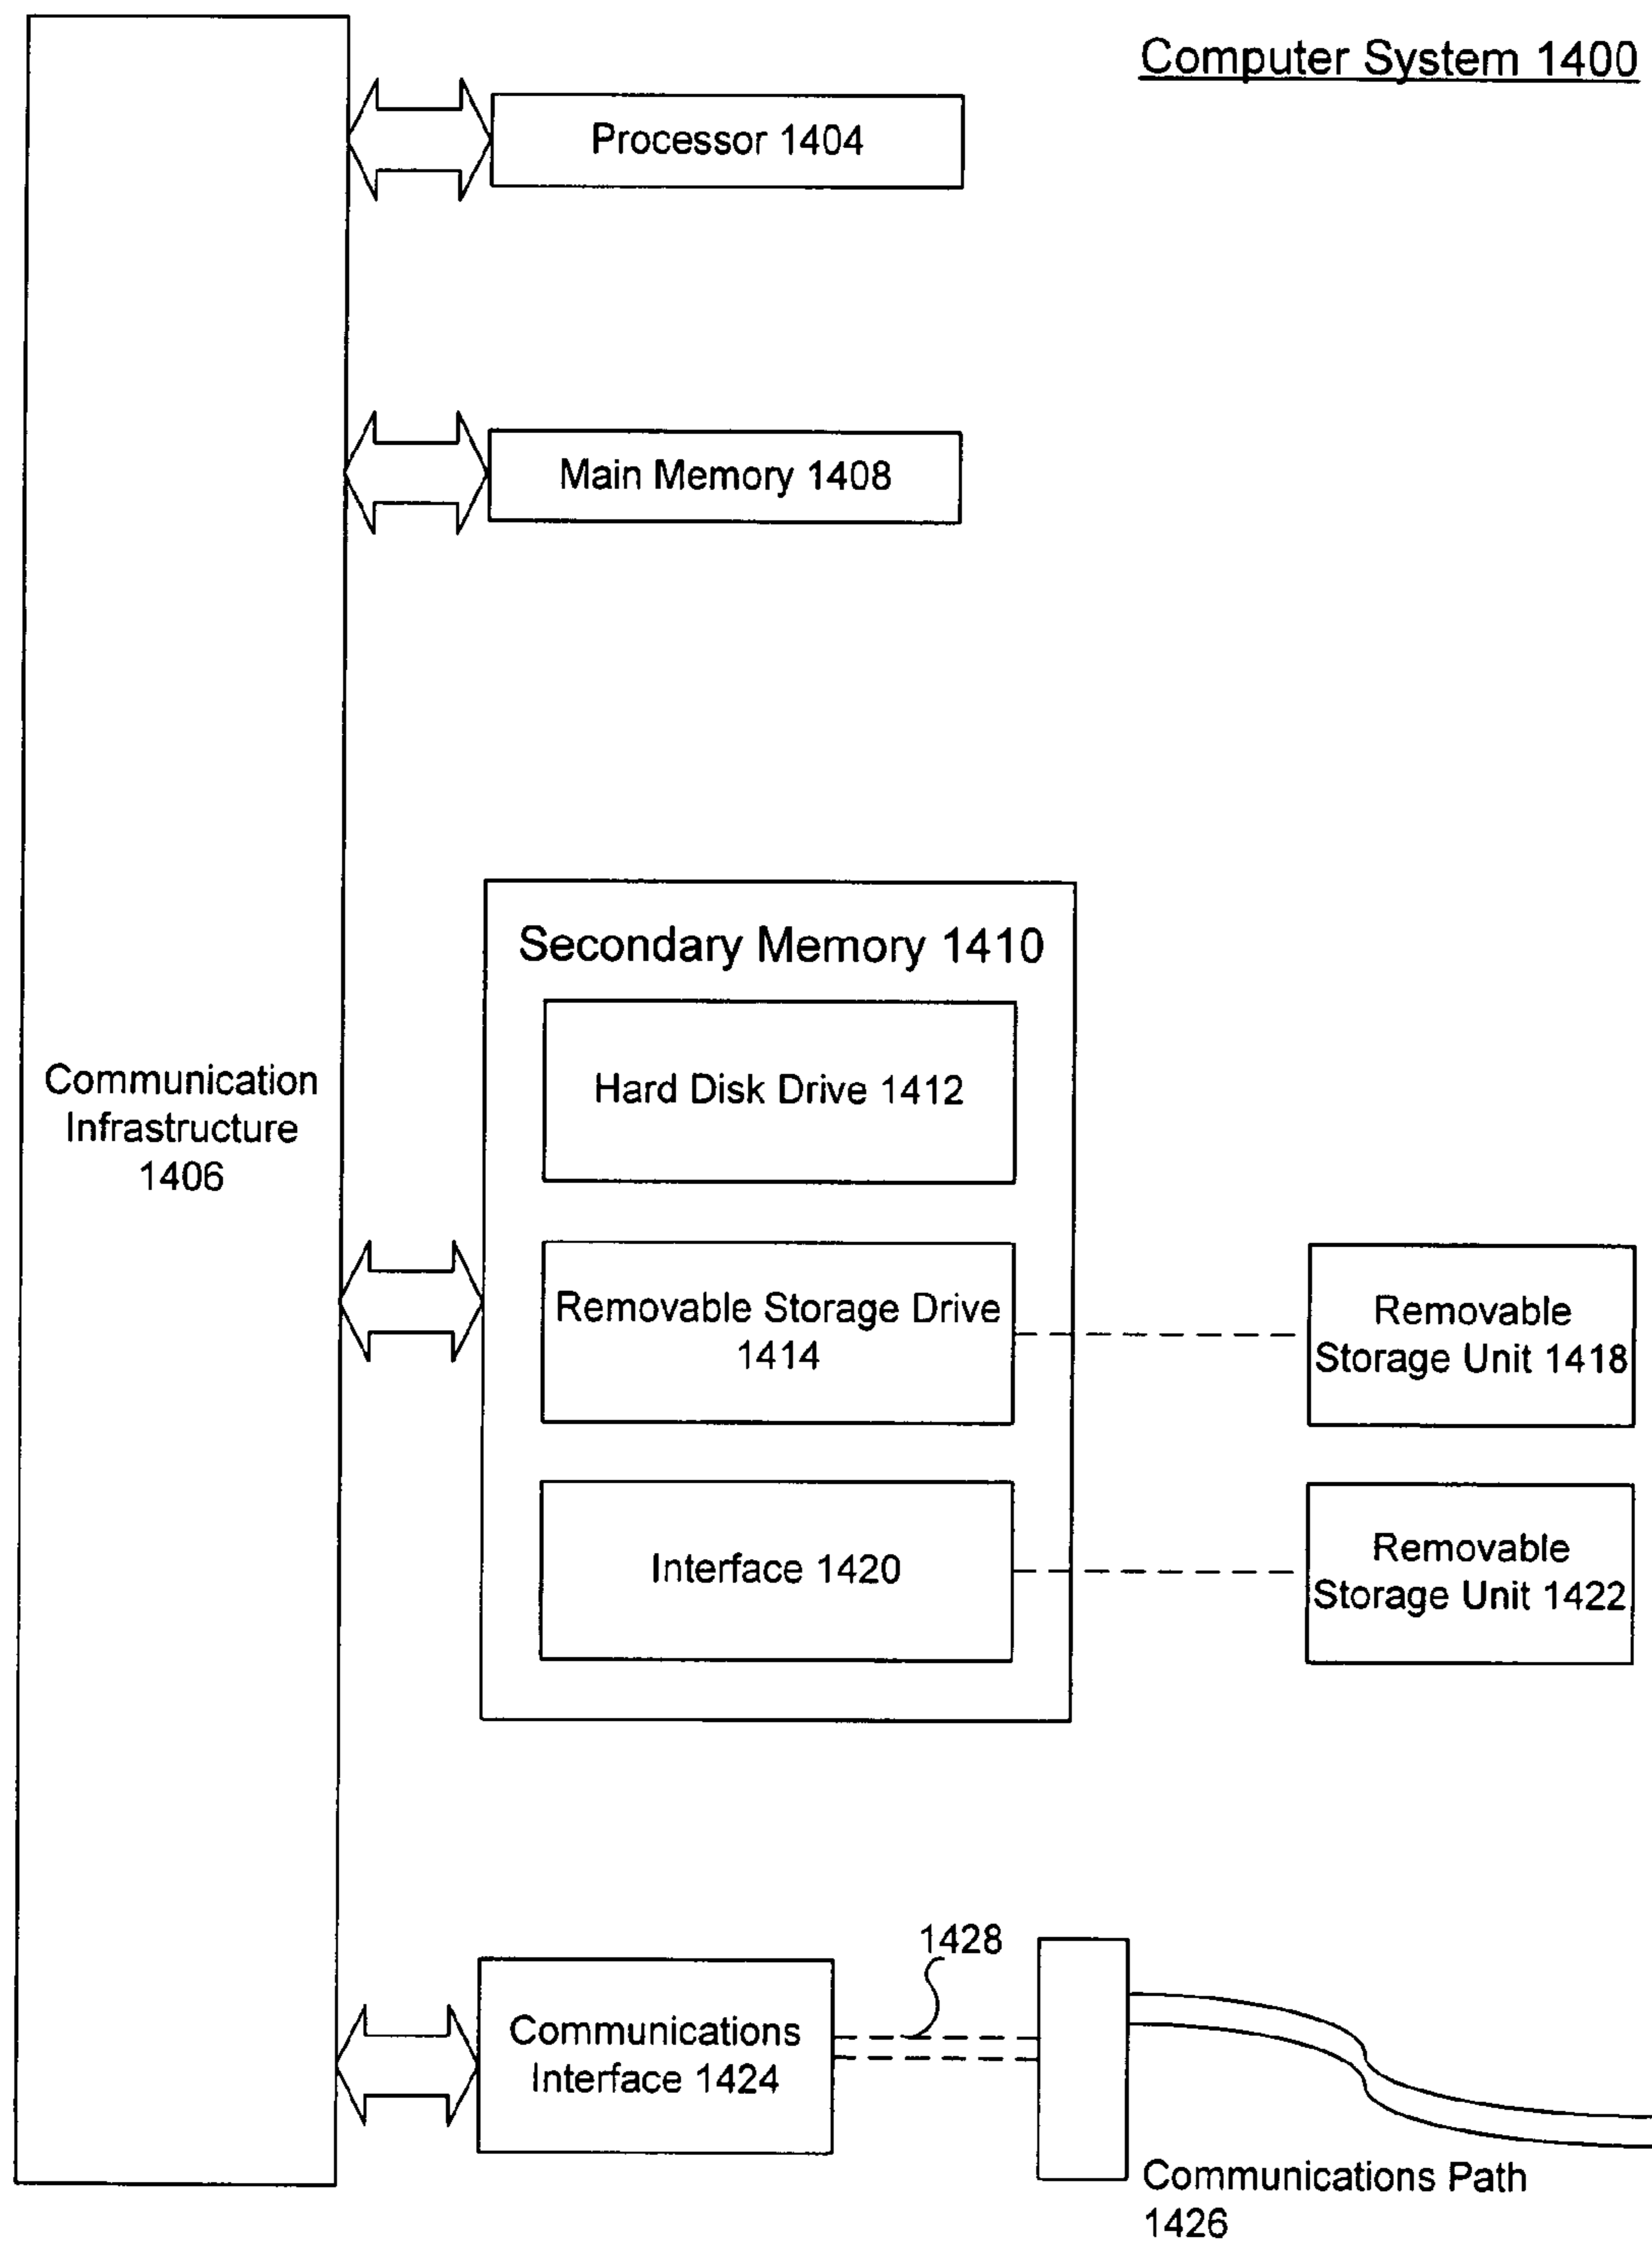 Computer System 1400
Processor 1404
Main Memory 1408
Secondary Memory 1410
Hard Disk Drive 1412
Communication
Infrastructure
1406
Removable Storage Drive
1414
Removable
Storage Unit 1418
Interface 1420
Removable
Storage Unit 1422
1428
Communications
Interface 1424
Communications Path
1426